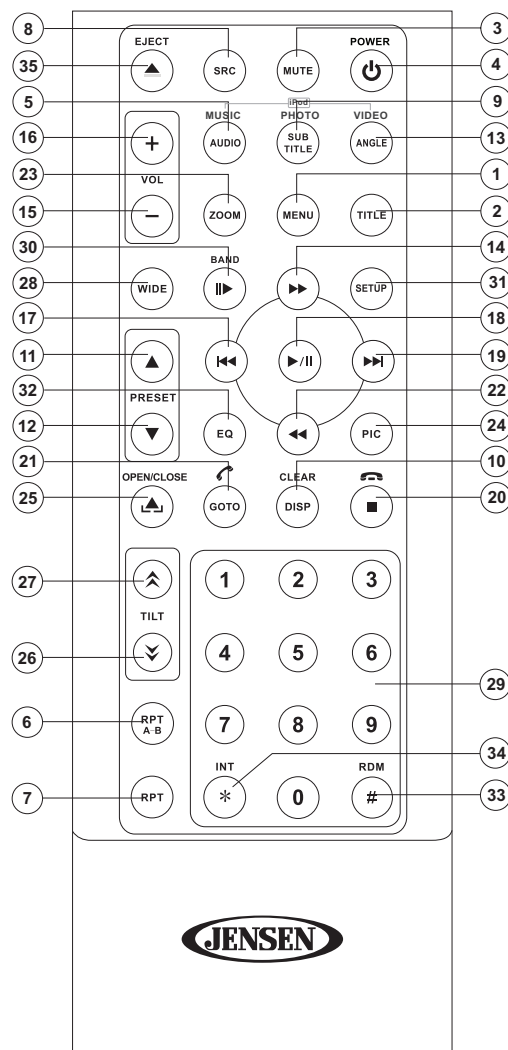 8 3
EJECT POWER
35 SRC MUTE 4
5 iPod 9
MUSIC PHOTO VIDEO
16 + AUDIO SUB TITLE ANGLE 13
23 VOL 1
15 − ZOOM MENU TITLE 2
30 BAND 14
28 WIDE SETUP 31
17 18
11 ▶/II 19
32 PRESET 22
12 EQ PIC 24
21 CLEAR 10
OPEN/CLOSE
25 GOTO DISP 20
27 1 2 3
TILT
26 4 5 6
29
6 RPT A-B 7 8 9
INT RDM 34
7 RPT * 0 # 33
JENSEN